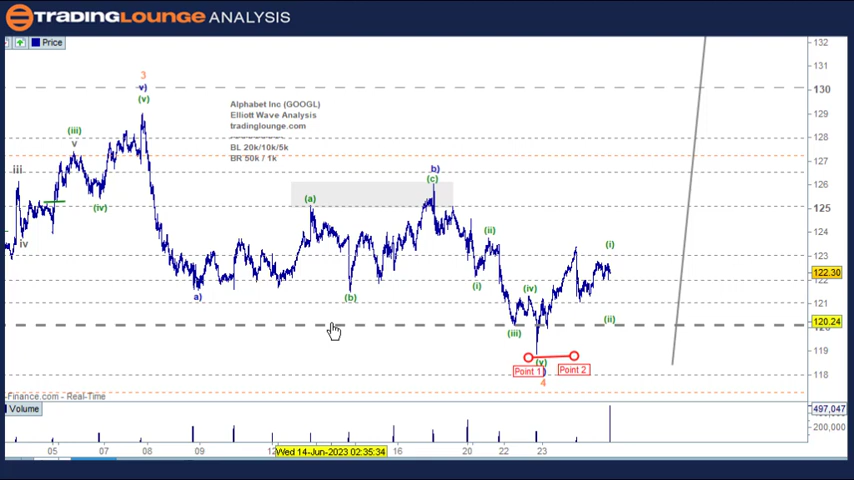 TRADINGLOUNGE ANALYSIS
Price
Alphabet Inc (GOOGL)
Elliott Wave Analysis
tradinglounge.com
BL 20k/10k/5k
BR 50k / 1k
3
v)
(v)
(iii)
v
iii
(iv)
iv
a)
(a)
(b)
b)
(c)
(ii)
(i)
(iv)
(iii)
(v)
Point 1
Point 2
4
(i)
(ii)
132
131
130
129
128
127
126
125
124
123
122.30
121
120.24
119
118
-Finance.com - Real-Time
Volume
497,047
200,000
05
07
08
09
12
Wed 14-Jun-2023 02:35:34
16
20
22
23